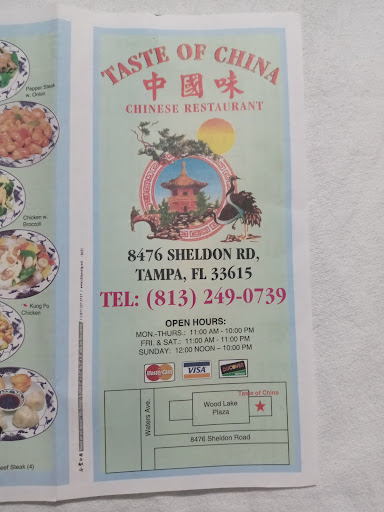 TASTE OF CHINA
中國味
CHINESE RESTAURANT
8476 SHELDON RD,
TAMPA, FL 33615
TEL: (813) 249-0739
OPEN HOURS:
MON.-THURS.: 11:00 AM - 10:00 PM
FRI. & SAT.: 11:00 AM - 11:00 PM
SUNDAY: 12:00 NOON – 10:00 PM
MasterCard
VISA
DISCOVER
Waters Ave.
Wood Lake
Plaza
Taste of China
8476 Sheldon Road
Pepper Steak
w. Onion
Chicken w.
Broccoli
Kung Po
Chicken
eef Steak (4)